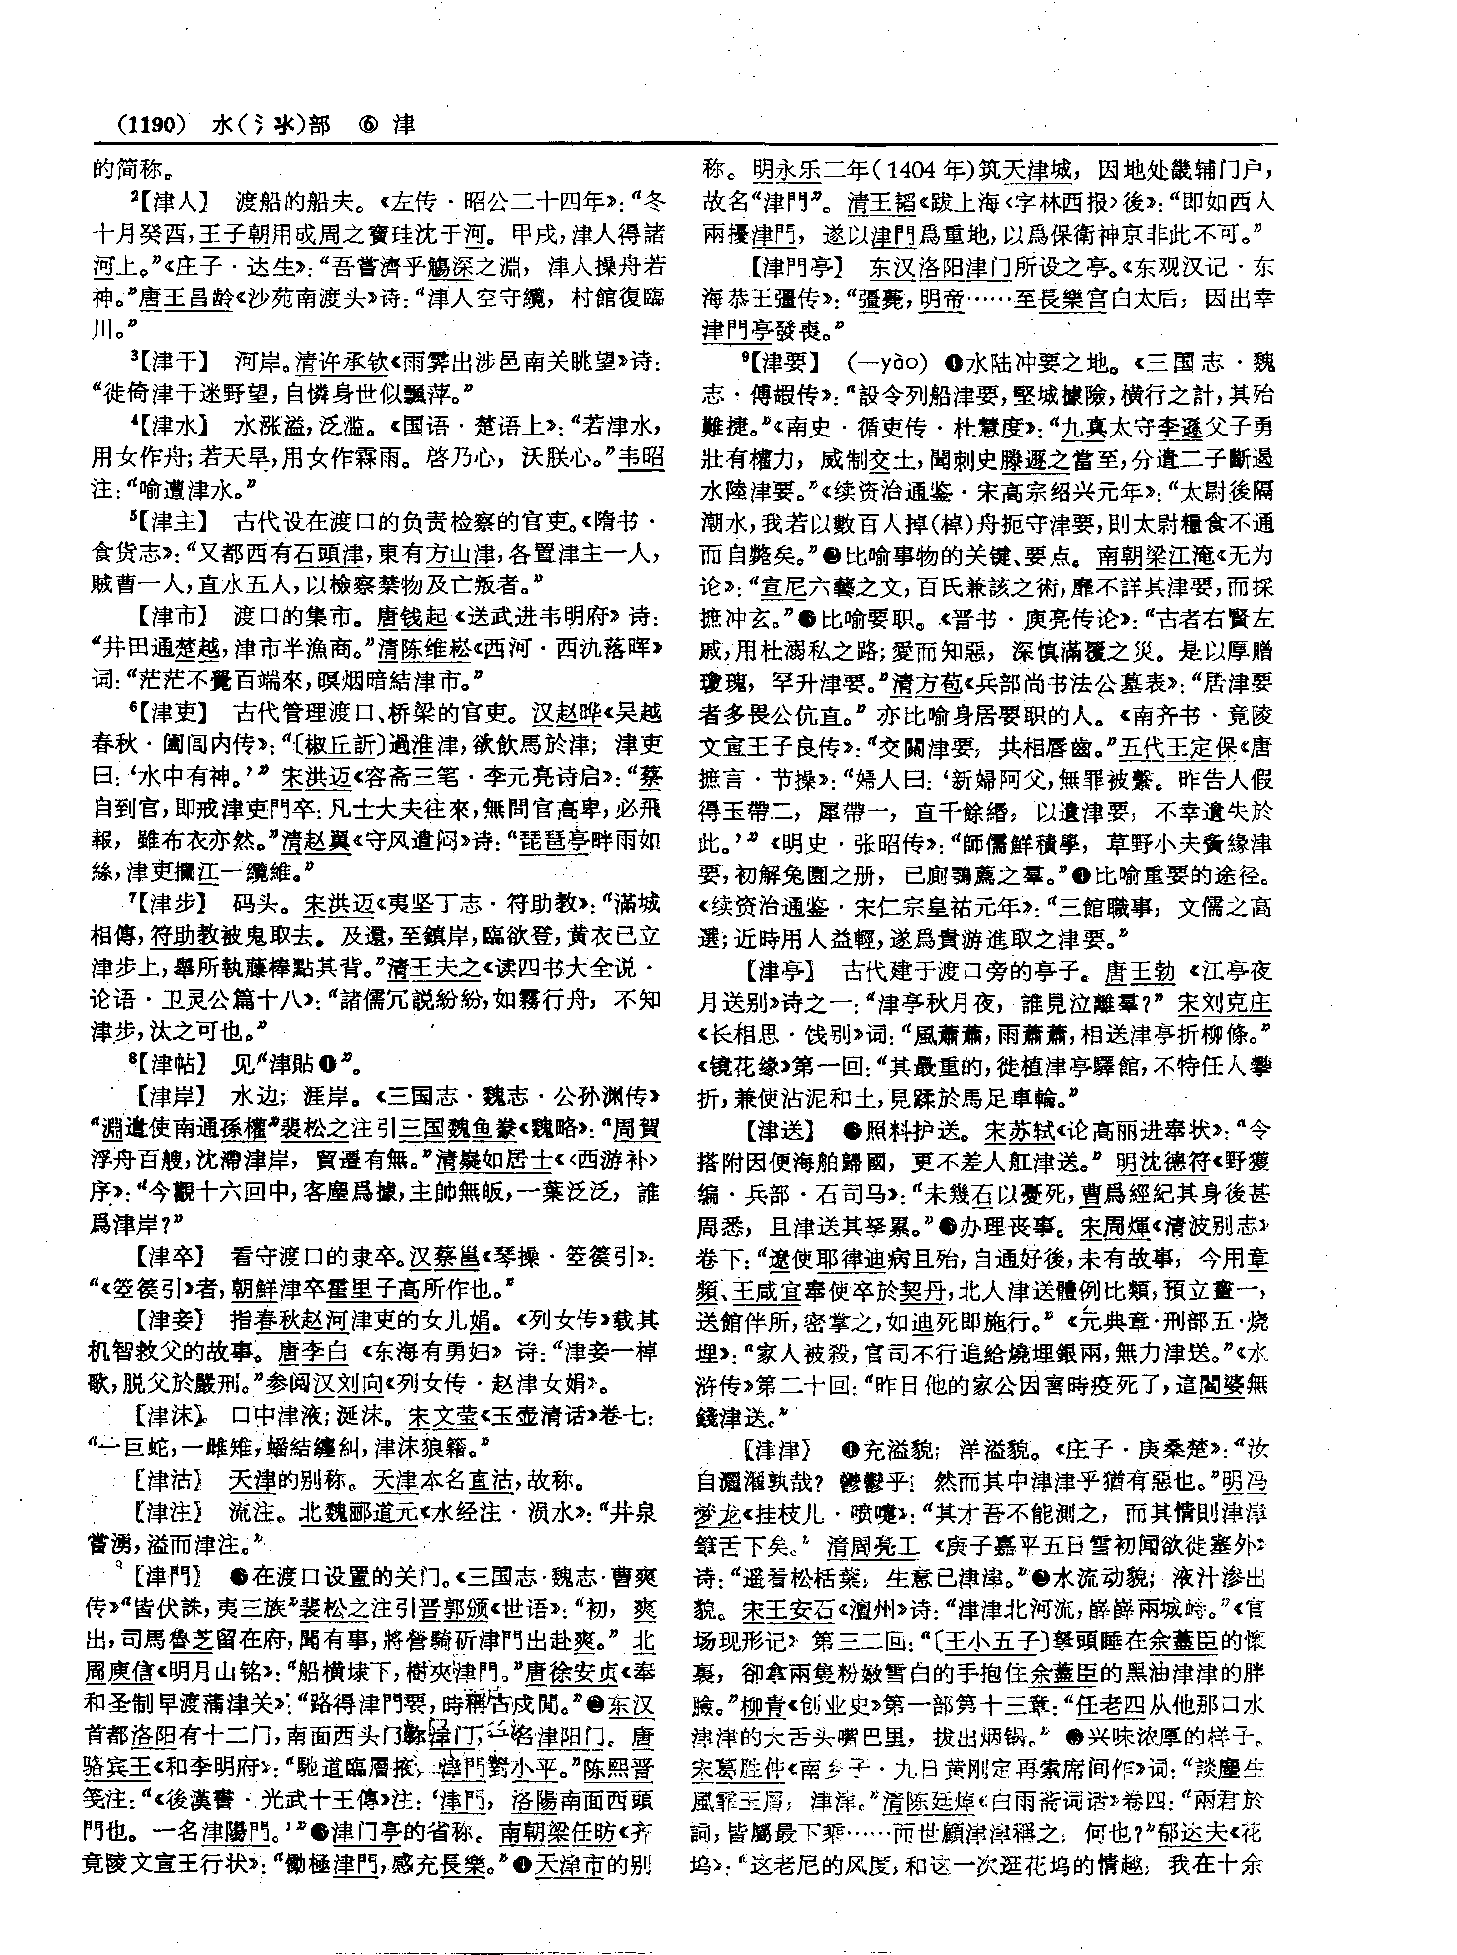 （1190） 水(氵氺)部 ⑥ 津
的简称。
²【津人】 渡船的船夫。《左传·昭公二十四年》：“冬
十月癸酉，王子朝用成周之寶珪沈于河。甲戌，津人得諸
河上。”《庄子·达生》：“吾嘗濟乎觴深之淵，津人操舟若
神。”唐王昌龄《沙苑南渡头》诗：“津人空守纜，村館復臨
川。”
³【津干】 河岸。清许承钦《雨霁出涉邑南关眺望》诗：
“徙倚津干迷野望，自憐身世似飄萍。”
⁴【津水】 水涨溢，泛滥。《国语·楚语上》：“若津水，
用女作舟；若天旱，用女作霖雨。啓乃心，沃朕心。”韦昭
注：“喻遭津水。”
⁵【津主】 古代设在渡口的负责检察的官吏。《隋书·
食货志》：“又都西有石頭津，東有方山津，各置津主一人，
賊曹一人，直水五人，以檢察禁物及亡叛者。”
【津市】 渡口的集市。唐钱起《送武进韦明府》诗：
“井田通楚越，津市半漁商。”清陈维崧《西河·西氿落晖》
词：“茫茫不覺百端來，暝烟暗結津市。”
⁶【津吏】 古代管理渡口、桥梁的官吏。汉赵晔《吴越
春秋·阖闾内传》：“〔椒丘訢〕過淮津，欲飲馬於津；津吏
曰：‘水中有神。’” 宋洪迈《容斋三笔·李元亮诗启》：“蔡
自到官，即戒津吏門卒：凡士大夫往來，無問官高卑，必飛
報，雖布衣亦然。”清赵翼《守风遣闷》诗：“琵琶亭畔雨如
絲，津吏攔江一纜維。”
⁷【津步】 码头。宋洪迈《夷坚丁志·符助教》：“滿城
相傳，符助教被鬼取去。及還，至鎮岸，臨欲登，黄衣已立
津步上，舉所執藤棒點其背。”清王夫之《读四书大全说·
论语·卫灵公篇十八》：“諸儒冗説紛紛，如霧行舟，不知
津步，汰之可也。”
⁸【津帖】 见“津貼❶”。
【津岸】 水边；涯岸。《三国志·魏志·公孙渊传》
“淵遣使南通孫權”裴松之注引三国魏鱼豢《魏略》：“周賀
浮舟百艘，沈滯津岸，貿遷有無。”清嶷如居士《〈西游补〉
序》：“今觀十六回中，客塵爲據，主帥無皈，一葉泛泛，誰
爲津岸？”
【津卒】 看守渡口的隶卒。汉蔡邕《琴操·箜篌引》：
“《箜篌引》者，朝鮮津卒霍里子高所作也。”
【津妾】 指春秋赵河津吏的女儿娟。《列女传》载其
机智救父的故事。唐李白《东海有勇妇》诗：“津妾一棹
歌，脱父於嚴刑。”参阅汉刘向《列女传·赵津女娟》。
【津沫】 口中津液；涎沫。宋文莹《玉壶清话》卷七：
“一巨蛇，一雌雉，蟠結纏糾，津沫狼籍。”
【津沽】 天津的别称。天津本名直沽，故称。
【津注】 流注。北魏郦道元《水经注·涢水》：“井泉
嘗湧，溢而津注。”
【津門】 ❶在渡口设置的关门。《三国志·魏志·曹爽
传》“皆伏誅，夷三族”裴松之注引晋郭颁《世语》：“初，爽
出，司馬魯芝留在府，聞有事，將營騎斫津門出赴爽。” 北
周庾信《明月山铭》：“船横埭下，樹夾津門。”唐徐安贞《奉
和圣制早渡蒲津关》：“路得津門要，時稱古戍閒。”❷东汉
首都洛阳有十二门，南面西头门称津门，一名津阳门。唐
骆宾王《和李明府》：“馳道臨層掖，津門對小平。”陈熙晋
笺注：“《後漢書·光武十王傳》注：‘津門，洛陽南面西頭
門也。一名津陽門。’”❸津门亭的省称。南朝梁任昉《齐
竟陵文宣王行状》：“慟極津門，感充長樂。”❹天津市的别
称。明永乐二年(1404年)筑天津城，因地处畿辅门户，
故名“津門”。清王韬《跋上海〈字林西报〉後》：“即如西人
兩擾津門，遂以津門爲重地，以爲保衛神京非此不可。”
【津門亭】 东汉洛阳津门所设之亭。《东观汉记·东
海恭王彊传》：“彊薨，明帝……至長樂宫白太后，因出幸
津門亭發喪。”
⁹【津要】 (—yào) ❶水陆冲要之地。《三国志·魏
志·傅嘏传》：“設令列船津要，堅城據險，横行之計，其殆
難捷。”《南史·循吏传·杜慧度》：“九真太守李遜父子勇
壯有權力，威制交土，聞刺史滕遯之當至，分遣二子斷遏
水陸津要。”《续资治通鉴·宋高宗绍兴元年》：“太尉後隔
潮水，我若以數百人掉(棹)舟扼守津要，則太尉糧食不通
而自斃矣。”❷比喻事物的关键、要点。南朝梁江淹《无为
论》：“宣尼六藝之文，百氏兼該之術，靡不詳其津要，而採
摭冲玄。”❸比喻要职。《晋书·庾亮传论》：“古者右賢左
戚，用杜溺私之路；愛而知惡，深慎滿覆之災。是以厚贈
瓊瑰，罕升津要。”清方苞《兵部尚书法公墓表》：“居津要
者多畏公伉直。”亦比喻身居要职的人。《南齐书·竟陵
文宣王子良传》：“交關津要，共相脣齒。”五代王定保《唐
摭言·节操》：“婦人曰：‘新婦阿父，無罪被繫。昨告人假
得玉帶二，犀帶一，直千餘緡，以遺津要，不幸遺失於
此。’” 《明史·张昭传》：“師儒鮮積學，草野小夫夤緣津
要，初解兔園之册，已廁鶚薦之羣。”❹比喻重要的途径。
《续资治通鉴·宋仁宗皇祐元年》：“三館職事，文儒之高
選；近時用人益輕，遂爲貴游進取之津要。”
【津亭】 古代建于渡口旁的亭子。唐王勃《江亭夜
月送别》诗之一：“津亭秋月夜，誰見泣離羣？” 宋刘克庄
《长相思·饯别》词：“風蕭蕭，雨蕭蕭，相送津亭折柳條。”
《镜花缘》第一回：“其最重的，徙植津亭驛館，不特任人攀
折，兼使沾泥和土，見蹂於馬足車輪。”
【津送】 ❶照料护送。宋苏轼《论高丽进奉状》：“令
搭附因便海舶歸國，更不差人舡津送。” 明沈德符《野獲
编·兵部·石司马》：“未幾石以憂死，曹爲經紀其身後甚
周悉，且津送其孥累。”❷办理丧事。宋周煇《清波别志》
卷下：“遼使耶律迪病且殆，自通好後，未有故事，今用章
頻、王咸宜奉使卒於契丹，北人津送體例比類，預立畫一，
送館伴所，密掌之，如迪死即施行。” 《元典章·刑部五·烧
埋》：“家人被殺，官司不行追給燒埋銀兩，無力津送。”《水
浒传》第二十回：“昨日他的家公因害時疫死了，這閻婆無
錢津送。”
【津津】 ❶充溢貌；洋溢貌。《庄子·庚桑楚》：“汝
自灑濯孰哉？鬱鬱乎！然而其中津津乎猶有惡也。”明冯
梦龙《挂枝儿·喷嚏》：“其才吾不能測之，而其情則津津
筆舌下矣。” 清周亮工《庚子嘉平五日雪初闻欲徙塞外》
诗：“遥看松栝葉，生意已津津。”❷水流动貌；液汁渗出
貌。宋王安石《澶州》诗：“津津北河流，嶭嶭兩城峙。”《官
场现形记》第三二回：“〔王小五子〕拏頭睡在余藎臣的懷
裏，卻拿兩隻粉嫩雪白的手抱住余藎臣的黑油津津的胖
臉。”柳青《创业史》第一部第十三章：“任老四从他那口水
津津的大舌头嘴巴里，拔出烟锅。” ❸兴味浓厚的样子。
宋葛胜仲《南乡子·九日黄刚定再索席间作》词：“談麈生
風霏玉屑，津津。”清陈廷焯《白雨斋词话》卷四：“兩君於
詞，皆屬最下乘……而世顧津津稱之，何也？”郁达夫《花
坞》：“这老尼的风度，和这一次逛花坞的情趣，我在十余